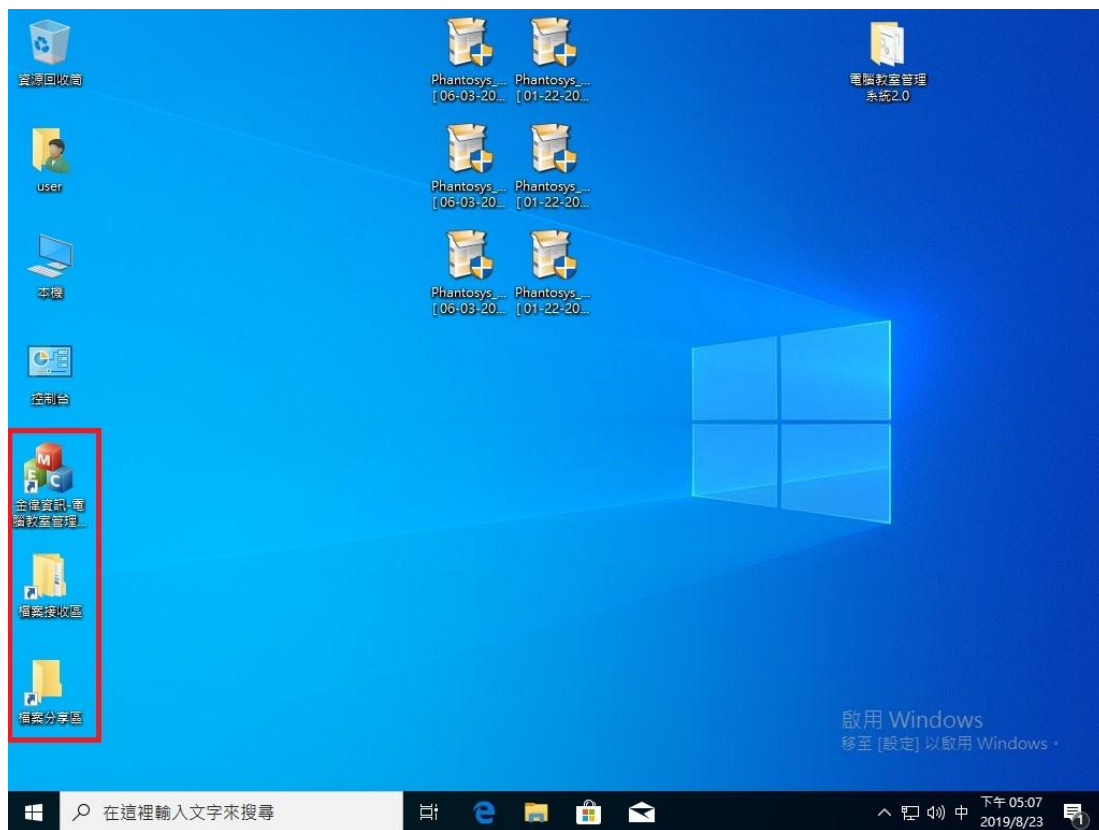 資源回收筒
user
本機
控制台
M
E C
金偉資訊-電
腦教室管理...
檔案接收區
檔案分享區
Phantosys_...
[06-03-20...
Phantosys_...
[01-22-20...
Phantosys_...
[06-03-20...
Phantosys_...
[01-22-20...
Phantosys_...
[06-03-20...
Phantosys_...
[01-22-20...
電腦教室管理
系統2.0
啟用 Windows
移至 [設定] 以啟用 Windows。
在這裡輸入文字來搜尋
中
下午 05:07
2019/8/23
1